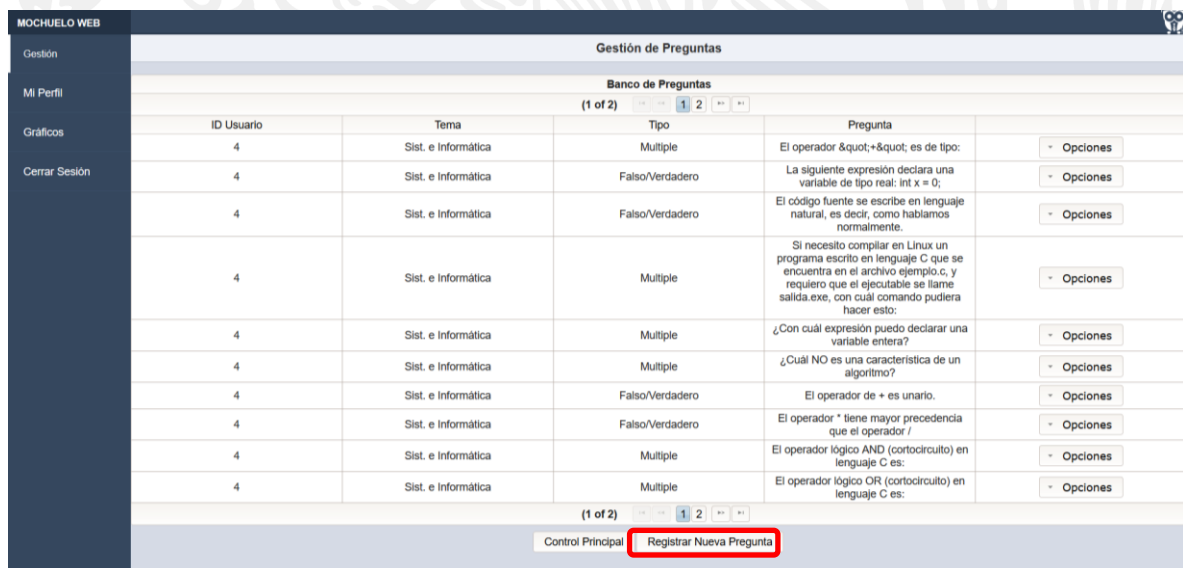 MOCHUELO WEB
Gestión
Mi Perfil
Gráficos
Cerrar Sesión
Gestión de Preguntas
Banco de Preguntas
(1 of 2) 1 2
ID Usuario Tema Tipo Pregunta
4 Sist. e Informática Multiple El operador &quot;+&quot; es de tipo: Opciones
4 Sist. e Informática Falso/Verdadero La siguiente expresión declara una
variable de tipo real: int x = 0; Opciones
4 Sist. e Informática Falso/Verdadero El código fuente se escribe en lenguaje
natural, es decir, como hablamos
normalmente. Opciones
4 Sist. e Informática Multiple Si necesito compilar en Linux un
programa escrito en lenguaje C que se
encuentra en el archivo ejemplo.c, y
requiero que el ejecutable se llame
salida.exe, con cuál comando pudiera
hacer esto: Opciones
4 Sist. e Informática Multiple ¿Con cuál expresión puedo declarar una
variable entera? Opciones
4 Sist. e Informática Multiple ¿Cuál NO es una característica de un
algoritmo? Opciones
4 Sist. e Informática Falso/Verdadero El operador de + es unario. Opciones
4 Sist. e Informática Falso/Verdadero El operador * tiene mayor precedencia
que el operador / Opciones
4 Sist. e Informática Multiple El operador lógico AND (cortocircuito) en
lenguaje C es: Opciones
4 Sist. e Informática Multiple El operador lógico OR (cortocircuito) en
lenguaje C es: Opciones
(1 of 2) 1 2
Control Principal Registrar Nueva Pregunta